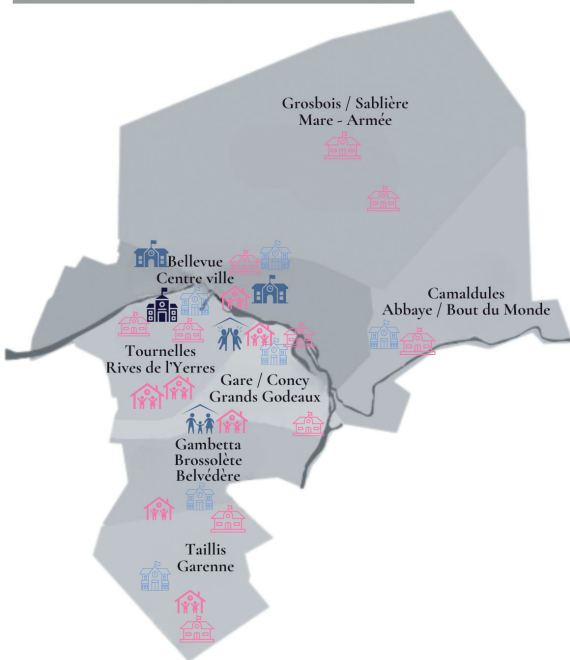 Grosbois / Sablière
Mare - Armée
Bellevue
Centre ville
Camaldules
Abbaye / Bout du Monde
Tournelles
Rives de l'Yerres
Gare / Concy
Grands Godeaux
Gambetta
Brossolète
Belvédère
Taillis
Garenne